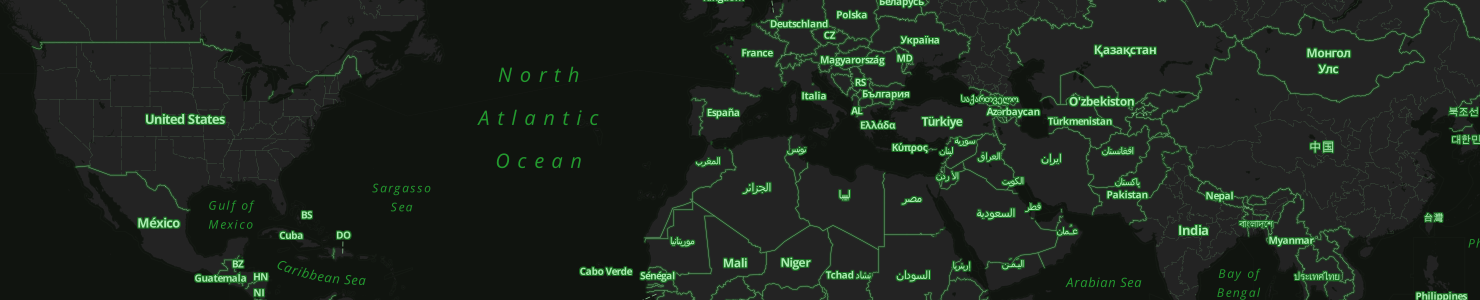 Беларусь
Polska
Deutschland
CZ
Україна
France
Magyarország
MD
Қазақстан
Монгол
Улс
North
Atlantic
Ocean
RS
България
Italia
AL
Ελλάδα
España
Türkiye
საქართველო
Azerbaycan
O'zbekiston
Türkmenistan
United States
Κύπρος
لبنان
سوريا
العراق
ایران
افغانستان
中国
북조선
대한민
المغرب
تونس
الأردن
الكويت
پاکستان
Pakistan
Nepal
الجزائر
ليبيا
مصر
السعودية
قطر
عمان
India
বাংলাদেশ
Myanmar
台灣
Sargasso
Sea
Gulf of
Mexico
México
BS
Cuba
DO
BZ
Guatemala
HN
NI
Caribbean Sea
Cabo Verde
Sénégal
موريتانيا
Mali
Niger
Tchad تشاد
السودان
إرتريا
اليمن
Arabian Sea
Bay of
Bengal
ประเทศไทย
Philippines